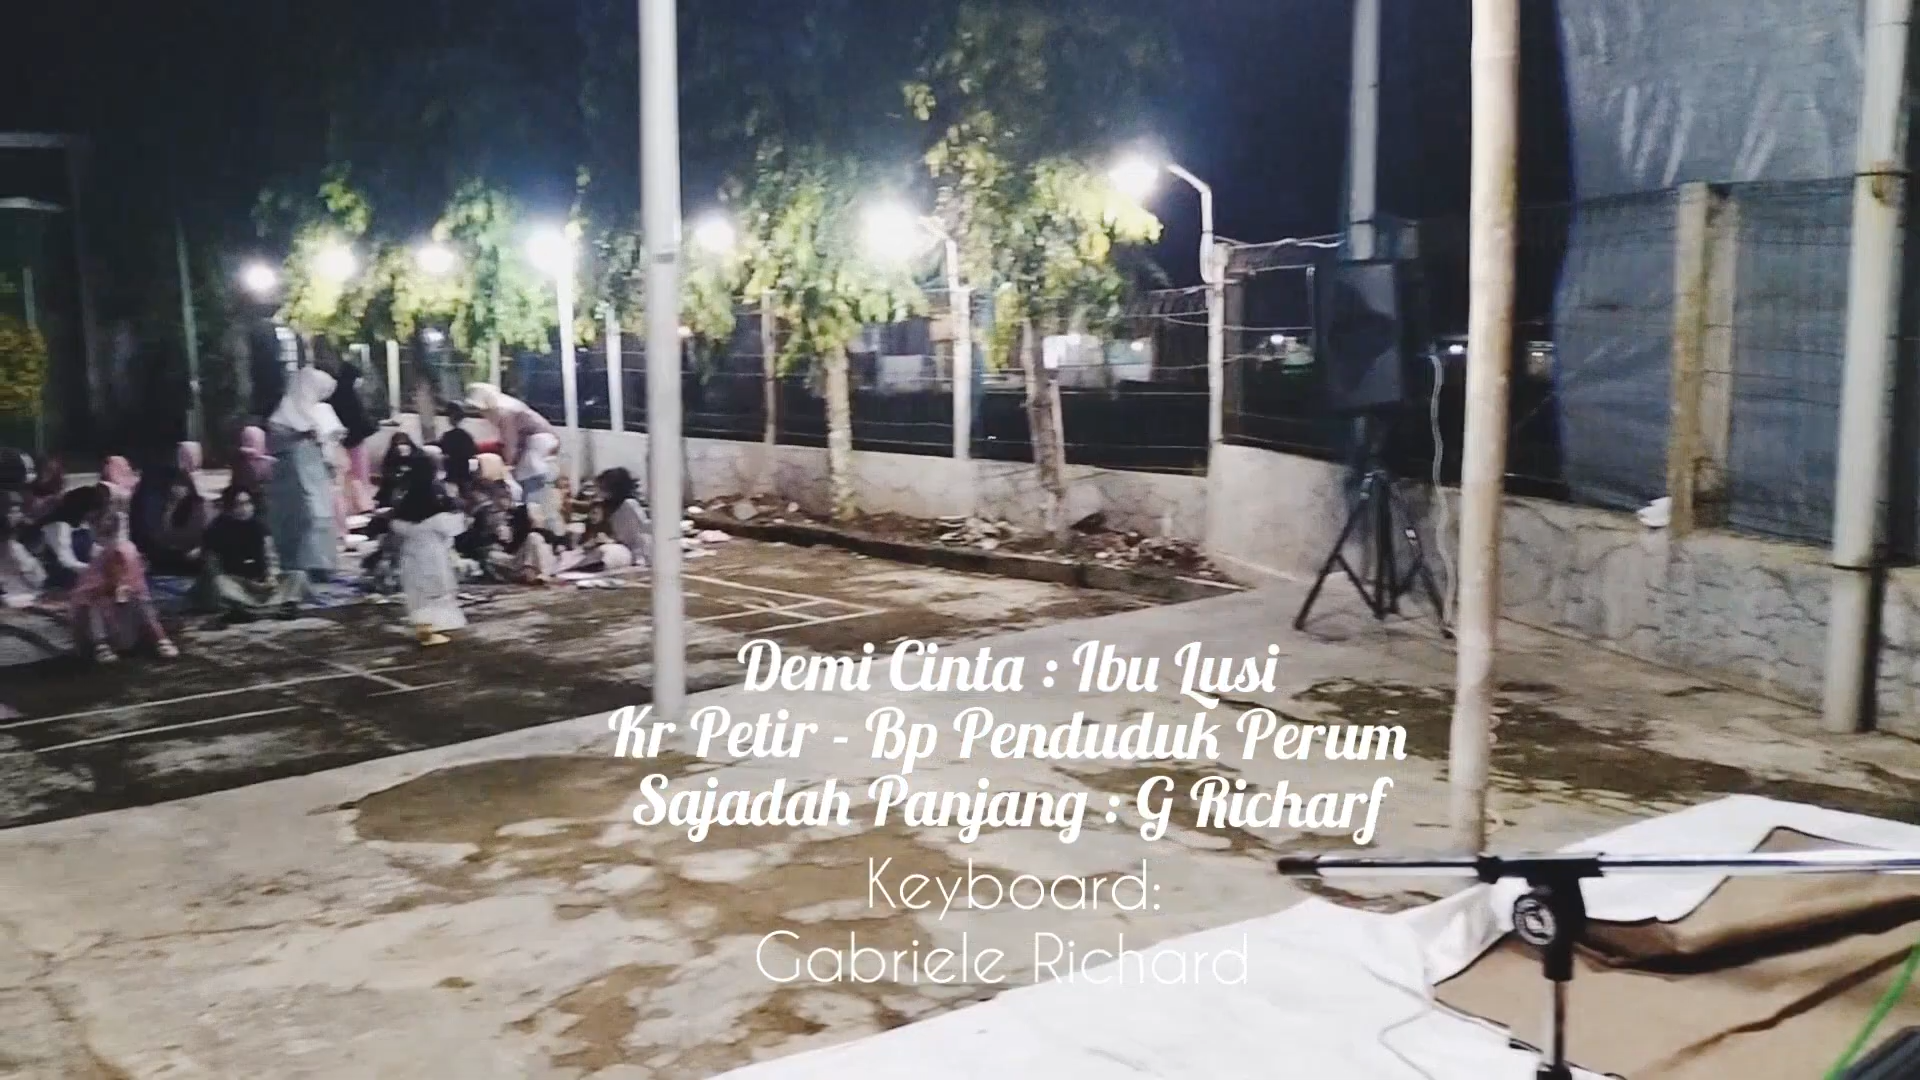 Demi Cinta : Ibu Lusi
Kr Petir - Bp Penduduk Perum
Sajadah Panjang : G Richarf
Keyboard:
Gabriele Richard